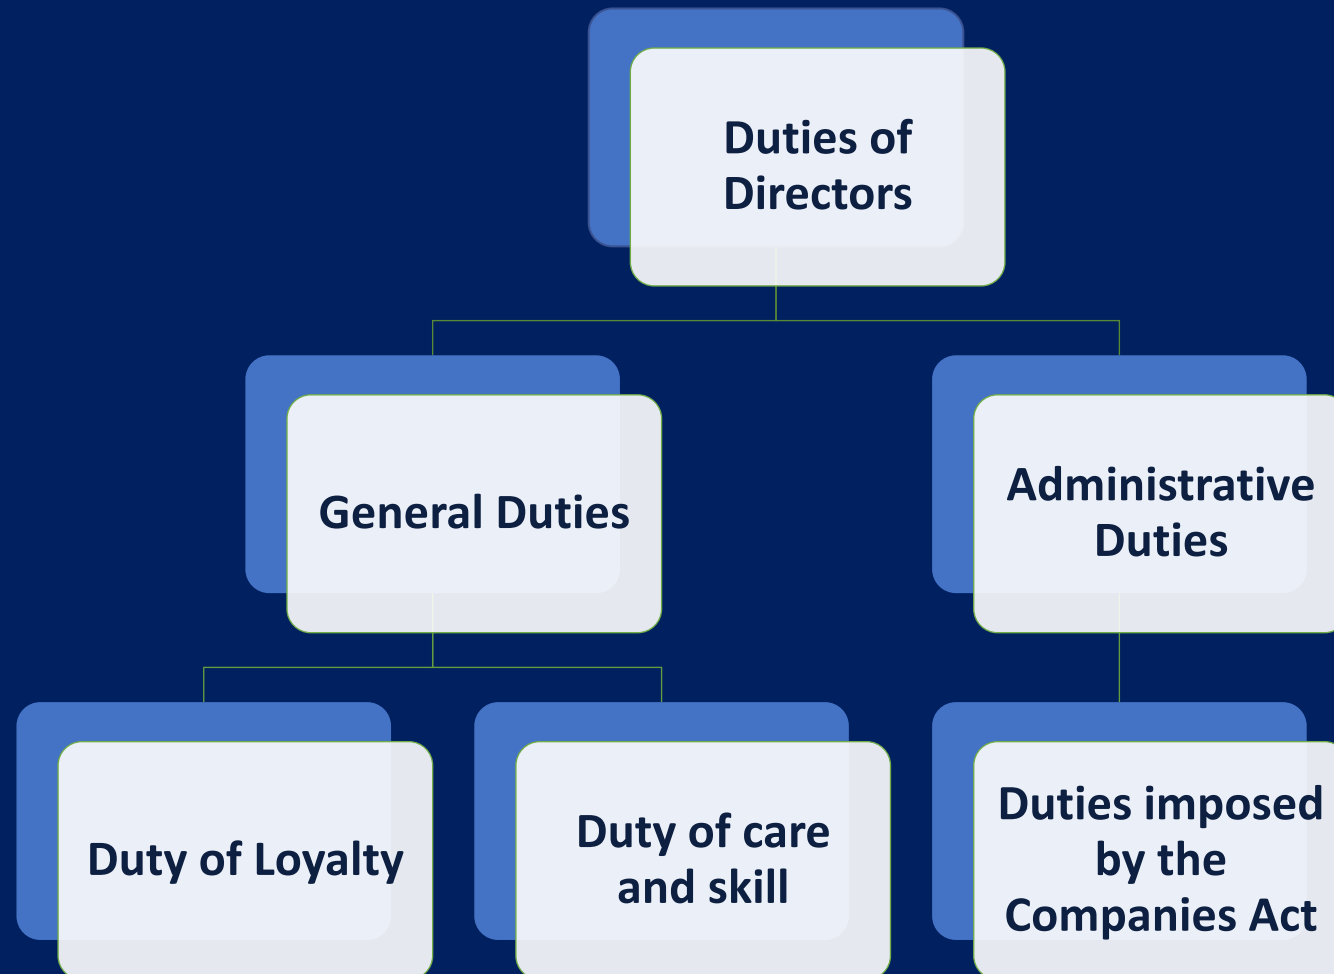 Duties of
Directors
General Duties
Administrative
Duties
Duty of Loyalty
Duty of care
and skill
Duties imposed
by the
Companies Act